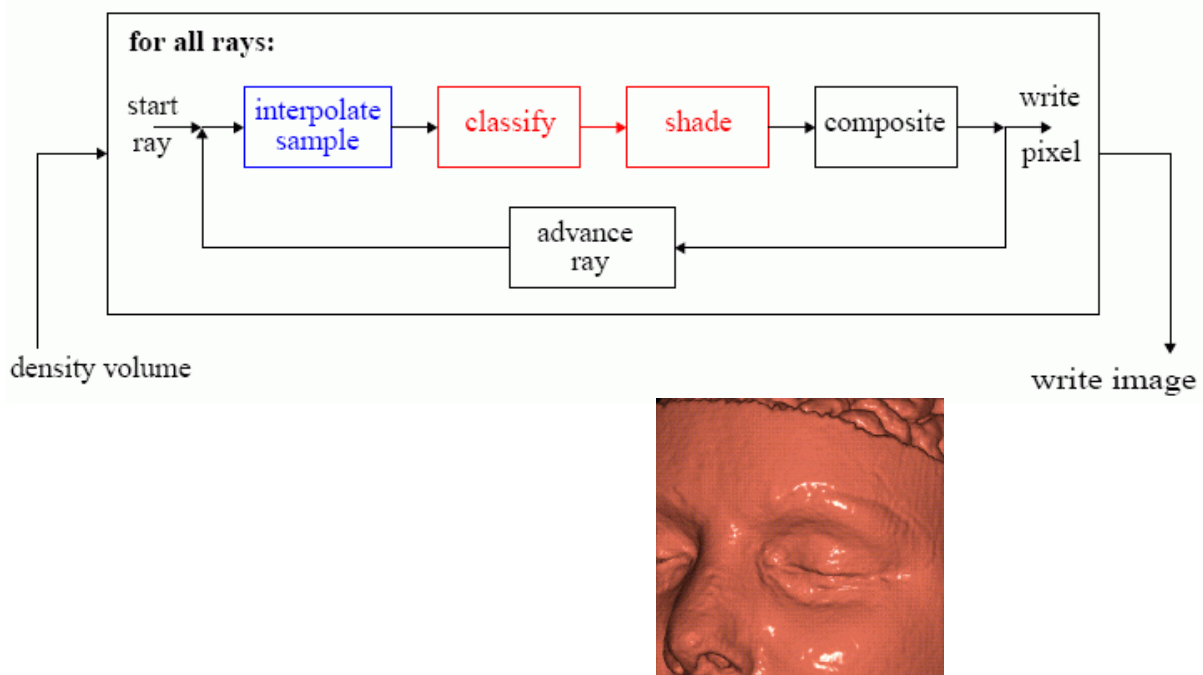 for all rays:
start
ray
interpolate
sample
classify
shade
composite
write
pixel
advance
ray
density volume
write image